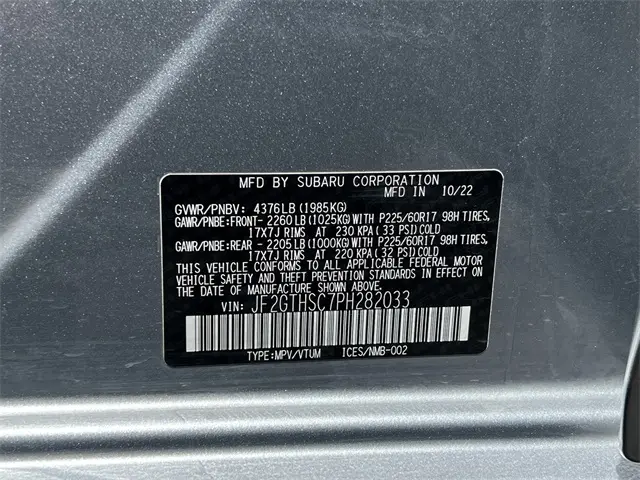 MFD BY SUBARU CORPORATION
MFD IN 10/22
GVWR/PNBV: 4376LB(1985KG)
GAWR/PNBE:FRONT- 2260LB(1025KG)WITH P225/60R17 98H TIRES,
17X7J RIMS AT 230 KPA(33 PSI)COLD
GAWR/PNBE:REAR - 2205LB(1000KG)WITH P225/60R17 98H TIRES,
17X7J RIMS AT 220 KPA(32 PSI)COLD
THIS VEHICLE CONFORMS TO ALL APPLICABLE FEDERAL MOTOR
VEHICLE SAFETY AND THEFT PREVENTION STANDARDS IN EFFECT ON
THE DATE OF MANUFACTURE SHOWN ABOVE.
VIN: JF2GTHSC7PH282033
TYPE:MPV/VTUM ICES/NMB-002